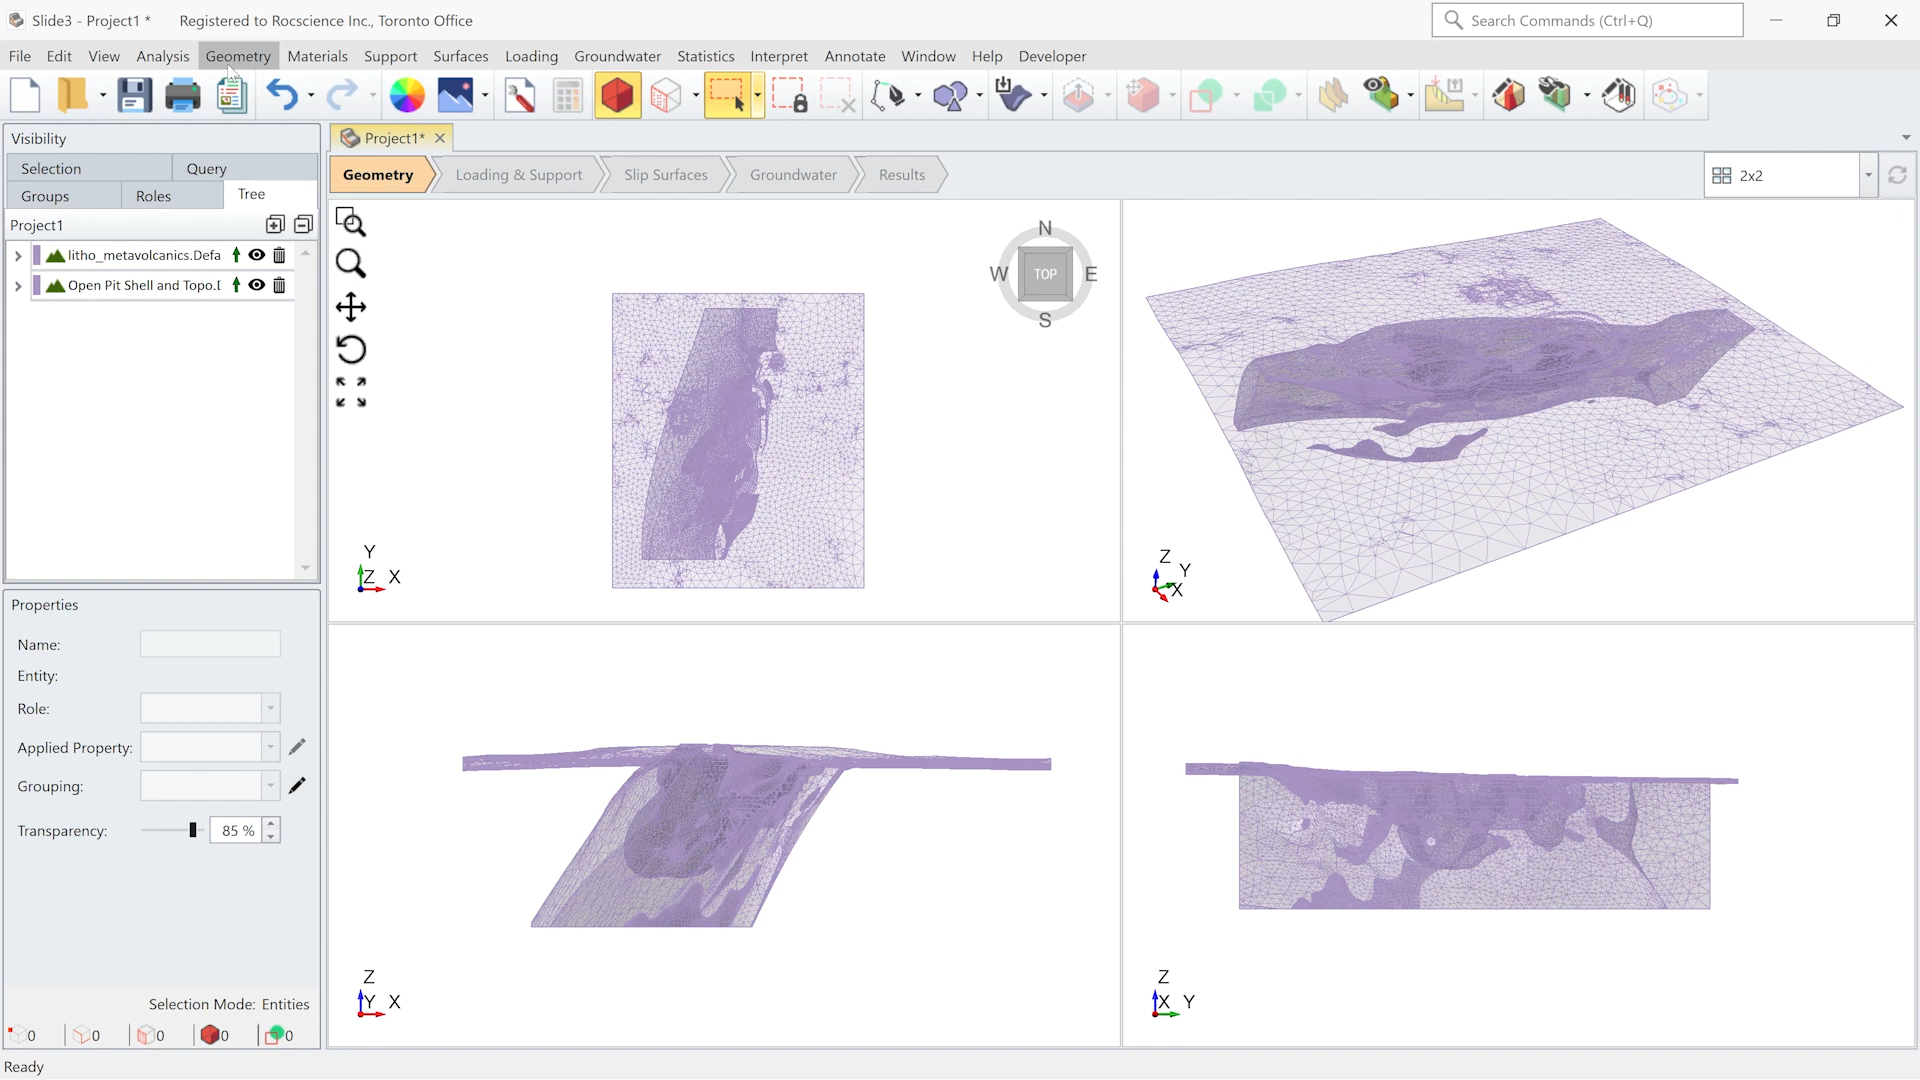 Slide3 - Project1 * Registered to Rocscience Inc., Toronto Office
Search Commands (Ctrl+Q)
File Edit View Analysis Geometry Materials Support Surfaces Loading Groundwater Statistics Interpret Annotate Window Help Developer
Visibility
Project1*
Selection Query
Groups Roles Tree
Geometry Loading & Support Slip Surfaces Groundwater Results
2x2
Project1
litho_metavolcanics.Defa
Open Pit Shell and Topo.
N
W TOP E
S
Y
Z X
Z
Y
X
Properties
Name:
Entity:
Role:
Applied Property:
Grouping:
Transparency: 85 %
Z
Y X
Z
X Y
Selection Mode: Entities
0 0 0 0 0
Ready